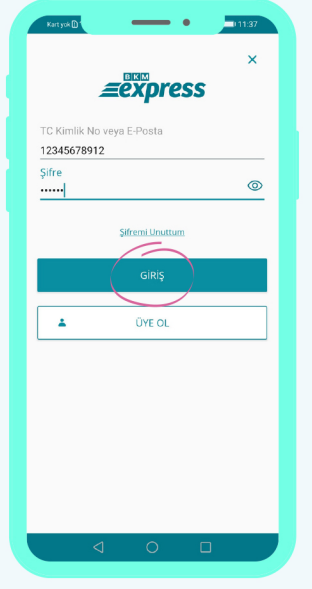 Kart yok
11:37
BKM
express
TC Kimlik No veya E-Posta
12345678912
Şifre
••••••
Şifremi Unuttum
GİRİŞ
ÜYE OL